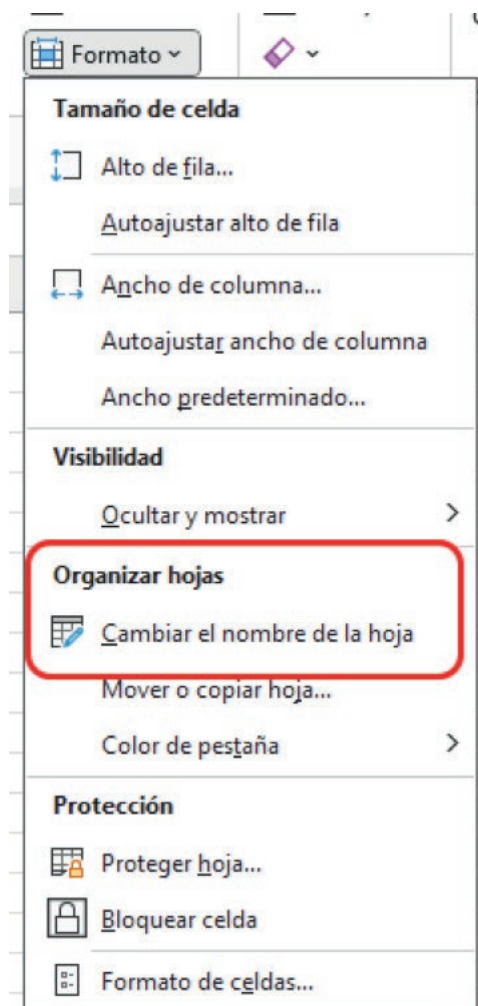 Formato
Tamaño de celda
Alto de fila...
Autoajustar alto de fila
Ancho de columna...
Autoajustar ancho de columna
Ancho predeterminado...
Visibilidad
Ocultar y mostrar
Organizar hojas
Cambiar el nombre de la hoja
Mover o copiar hoja...
Color de pestaña
Protección
Proteger hoja...
Bloquear celda
Formato de celdas...